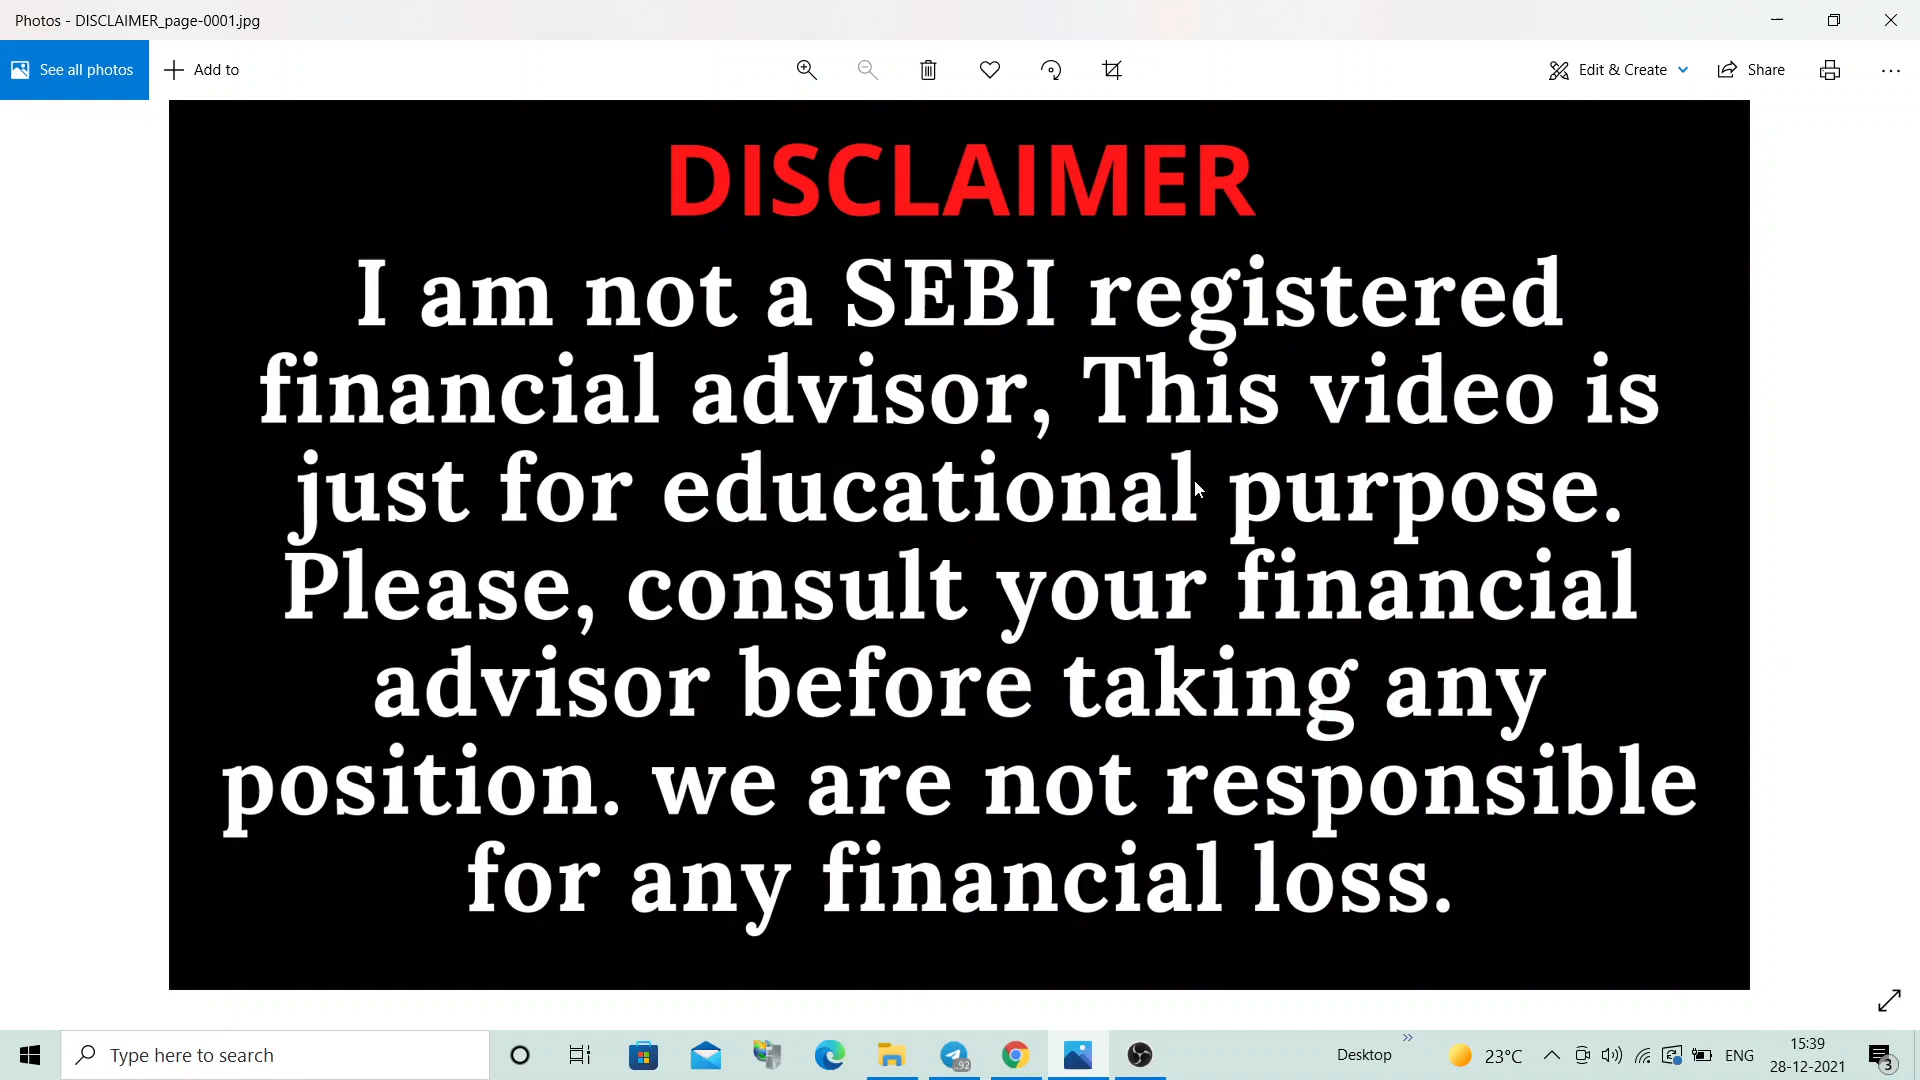 Photos - DISCLAIMER_page-0001.jpg
See all photos
Add to
Edit & Create
Share
DISCLAIMER
I am not a SEBI registered
financial advisor, This video is
just for educational purpose.
Please, consult your financial
advisor before taking any
position. we are not responsible
for any financial loss.
Type here to search
..92
Desktop
23°C
ENG
15:39
28-12-2021
3